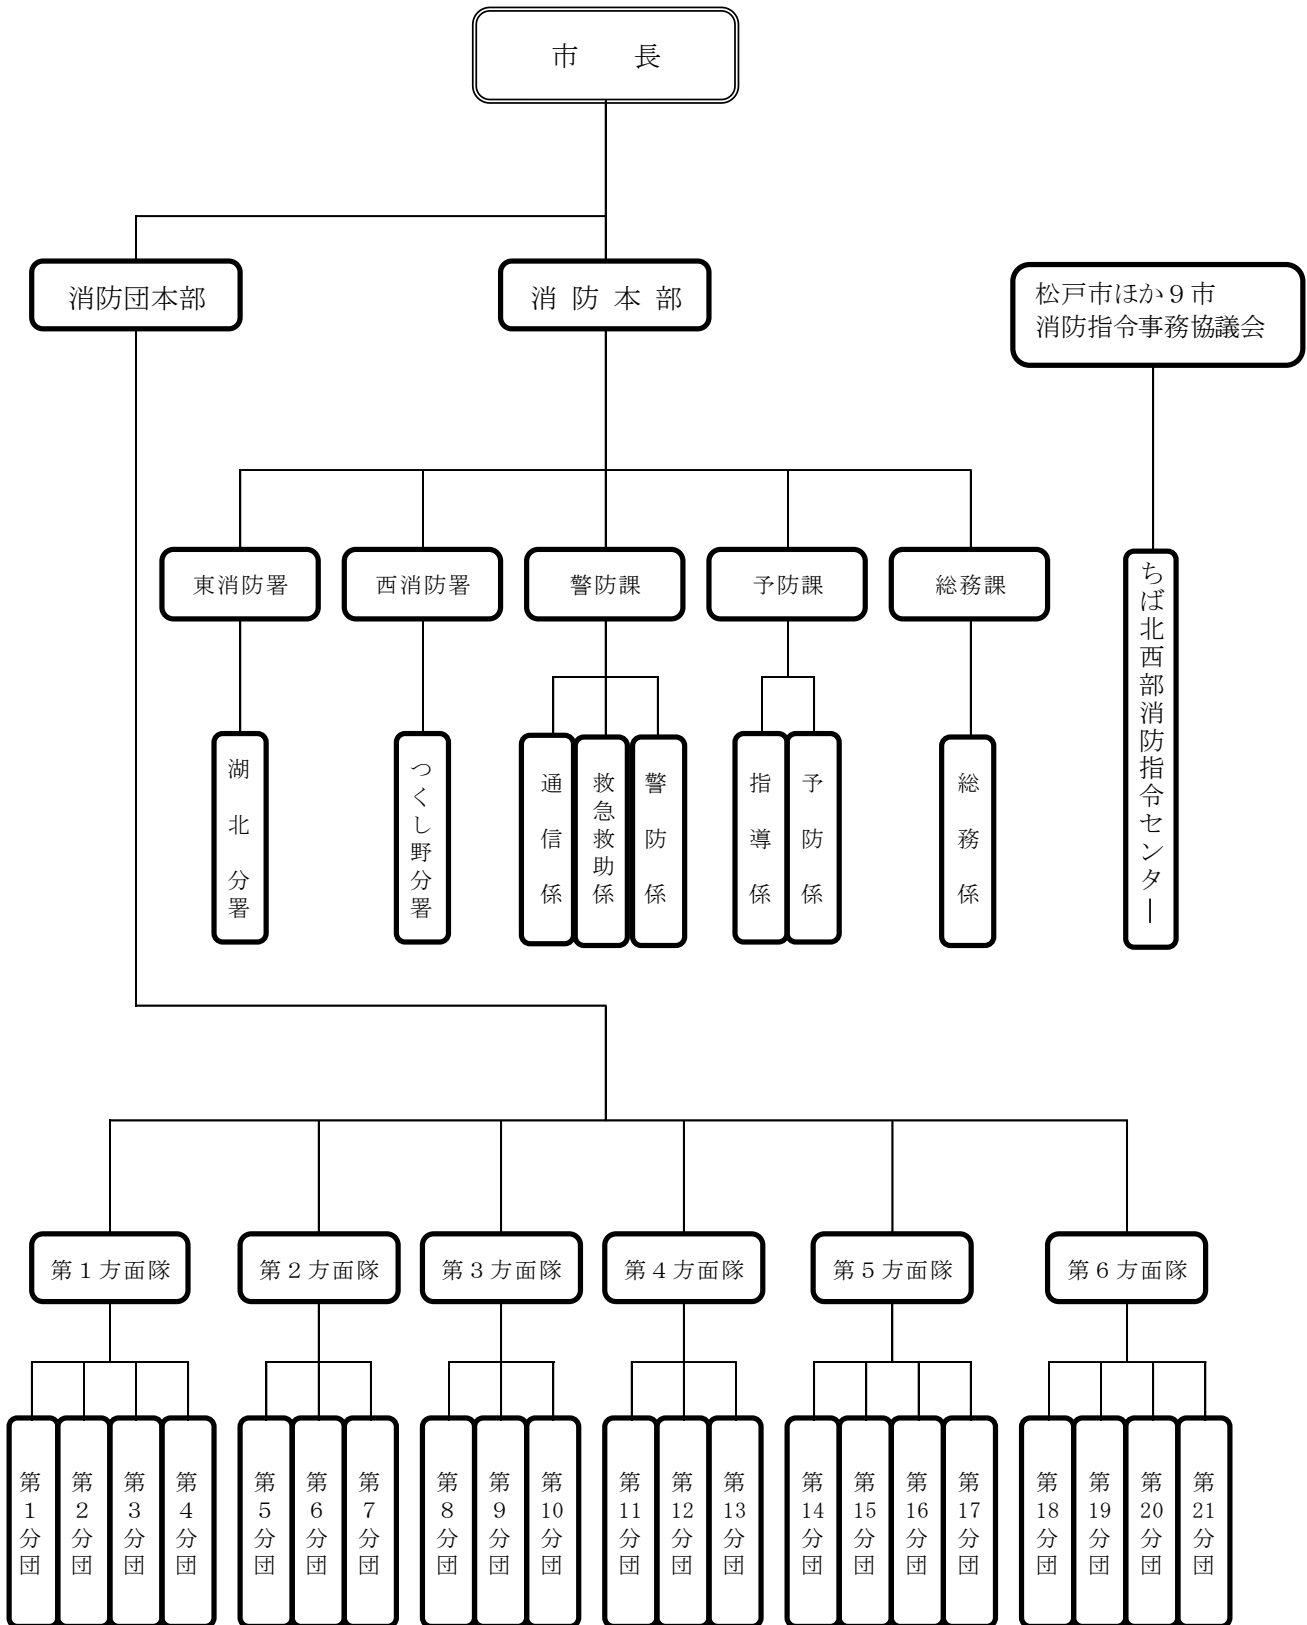 市　　長
消防団本部
消 防 本 部
松戸市ほか９市
消防指令事務協議会
東消防署
西消防署
警防課
予防課
総務課
ちば北西部消防指令センター
湖北分署
つくし野分署
通信係
救急救助係
警防係
指導係
予防係
総務係
第１方面隊
第２方面隊
第３方面隊
第４方面隊
第５方面隊
第６方面隊
第１分団
第２分団
第３分団
第４分団
第５分団
第６分団
第７分団
第８分団
第９分団
第10分団
第11分団
第12分団
第13分団
第14分団
第15分団
第16分団
第17分団
第18分団
第19分団
第20分団
第21分団